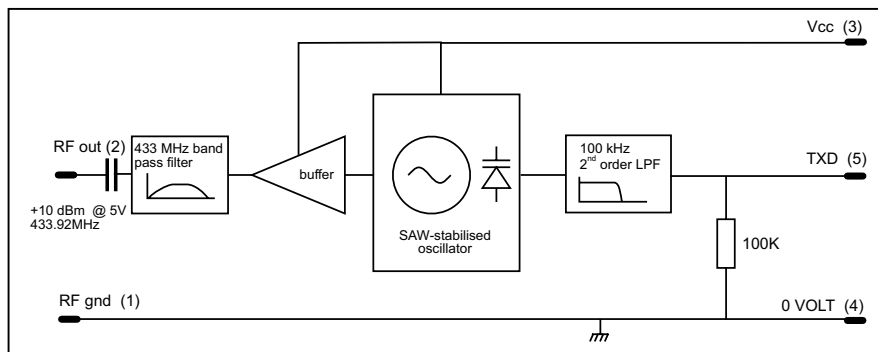 Vcc (3)
RF out (2)
433 MHz band
pass filter
buffer
100 kHz
2nd order LPF
TXD (5)
+10 dBm @ 5V
433.92MHz
SAW-stabilised
oscillator
100K
RF gnd (1)
0 VOLT (4)